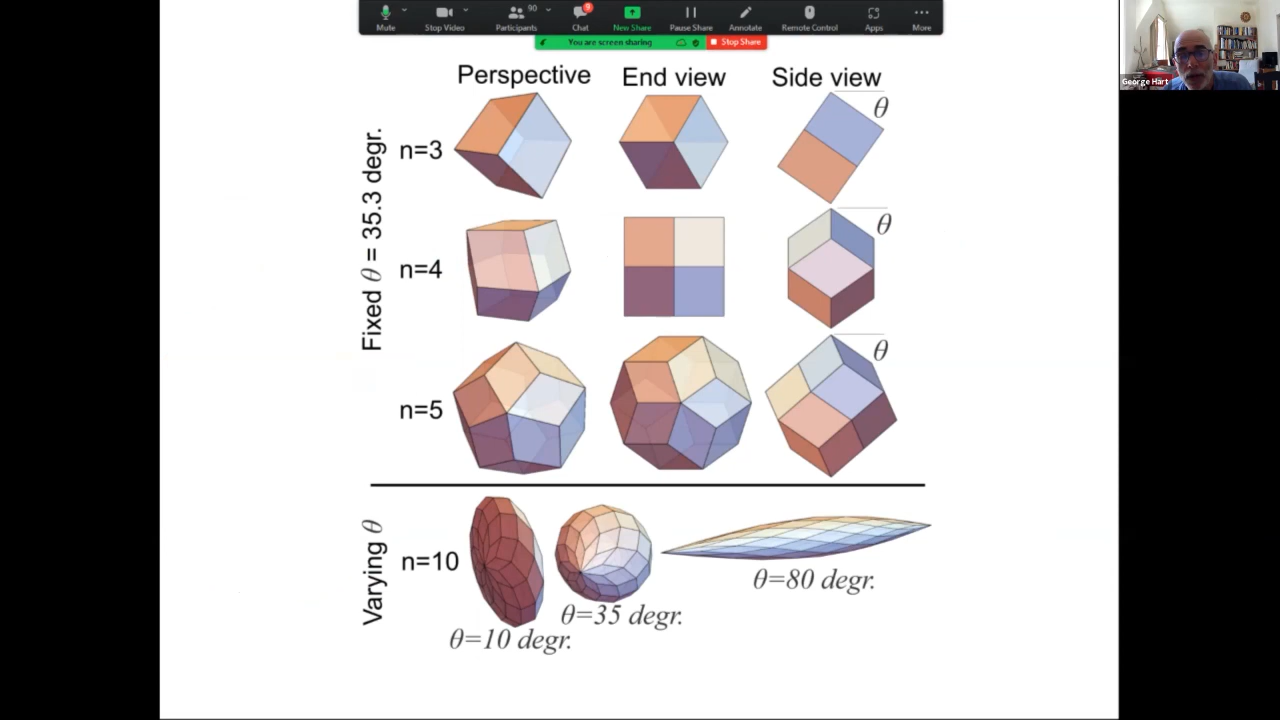 90
9
Mute
Stop Video
Participants
Chat
New Share
Pause Share
Annotate
Remote Control
Apps
More
You are screen sharing
Stop Share
George Hart
Perspective
End view
Side view
Fixed θ = 35.3 degr.
n=3
θ
n=4
θ
n=5
θ
Varying θ
n=10
θ=10 degr.
θ=35 degr.
θ=80 degr.